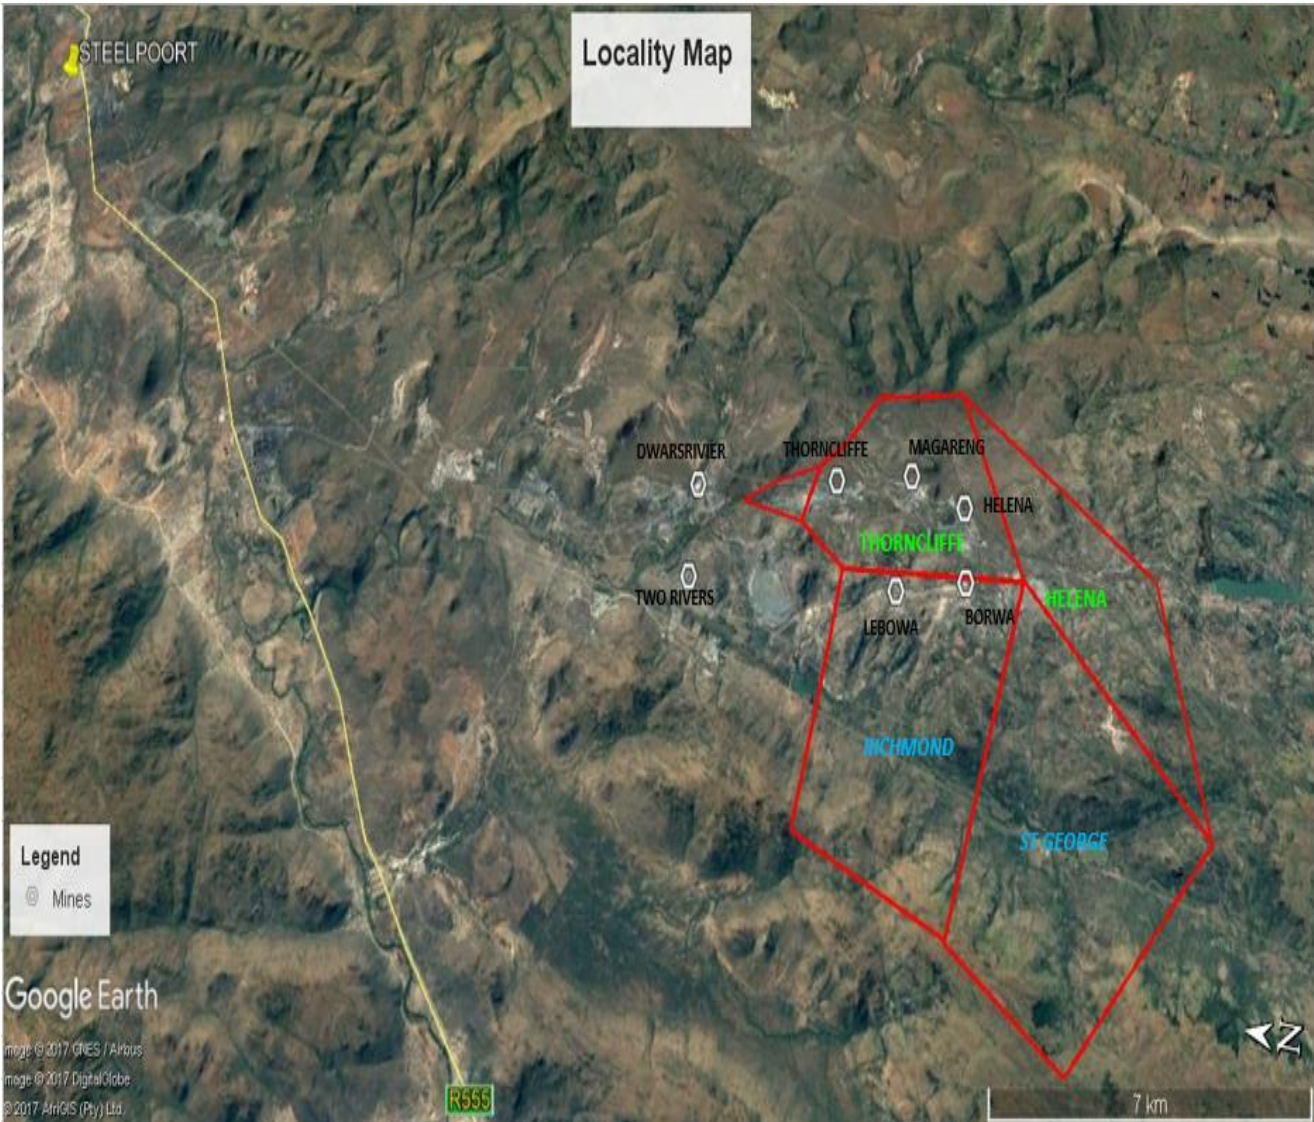 Locality Map
STEELPOORT
DWARSRIVIER
THORNCLIFFE
MAGARENG
HELENA
THORNCLIFFE
TWO RIVERS
LEBOWA
BORWA
HELENA
RICHMOND
ST GEORGE
Legend
Mines
Google Earth
Image © 2017 CNES / Airbus
Image © 2017 DigitalGlobe
© 2017 AfriGIS (Pty) Ltd.
R555
N
7 km